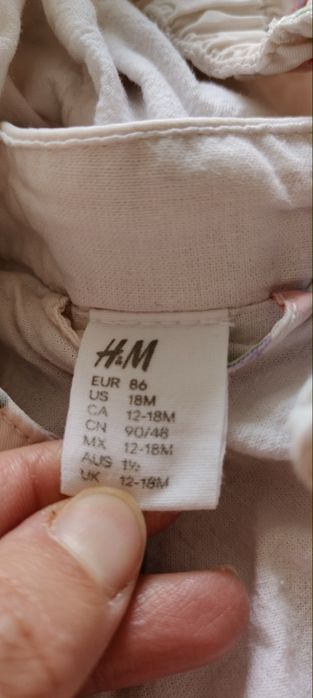 H&M
EUR 86
US 18M
CA 12-18M
CN 90/48
MX 12-18M
AUS 1½
UK 12-18M